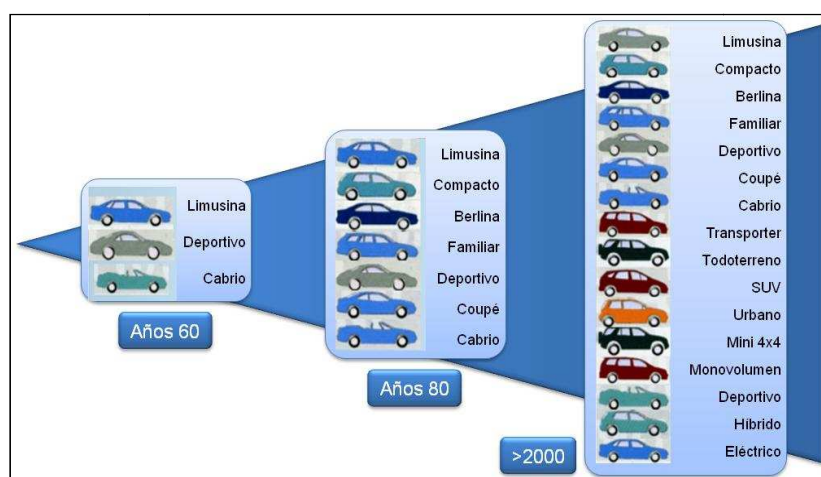 Limusina
Deportivo
Cabrio
Años 60
Limusina
Compacto
Berlina
Familiar
Deportivo
Coupé
Cabrio
Años 80
Limusina
Compacto
Berlina
Familiar
Deportivo
Coupé
Cabrio
Transporter
Todoterreno
SUV
Urbano
Mini 4x4
Monovolumen
Deportivo
Híbrido
Eléctrico
>2000